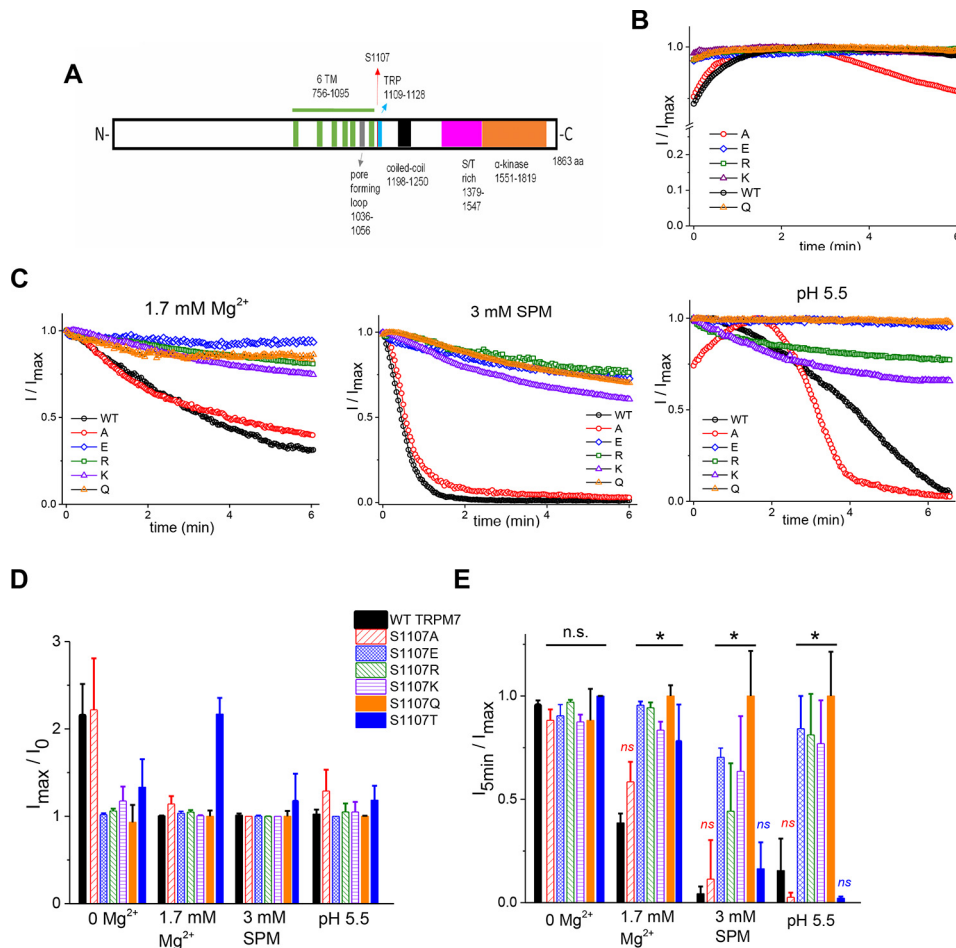 A
S1107
6 TM
756-1095
TRP
1109-1128
N-
-C
1863 aa
pore
forming
loop
1036-
1056
coiled-coil
1198-1250
S/T
rich
1379-
1547
α-kinase
1551-1819
B
I / Imax
1.0
0.2
0.1
0.0
A
E
R
K
WT
Q
0 2 4 6
time (min)
C
1.7 mM Mg2+
I / Imax
1.0
0.5
0.0
WT
A
E
R
K
Q
0 2 4 6
time (min)
3 mM SPM
I / Imax
1.0
0.5
0.0
WT
A
E
R
K
Q
0 2 4 6
time (min)
pH 5.5
I / Imax
1.0
0.5
0.0
WT
A
E
R
K
Q
0 2 4 6
time (min)
D
Imax / I0
3
2
1
0
0 Mg2+
1.7 mM
Mg2+
3 mM
SPM
pH 5.5
WT TRPM7
S1107A
S1107E
S1107R
S1107K
S1107Q
S1107T
E
I5min / Imax
1.0
0.5
0.0
n.s.
*
*
*
ns
ns
ns
ns
ns
0 Mg2+
1.7 mM
Mg2+
3 mM
SPM
pH 5.5